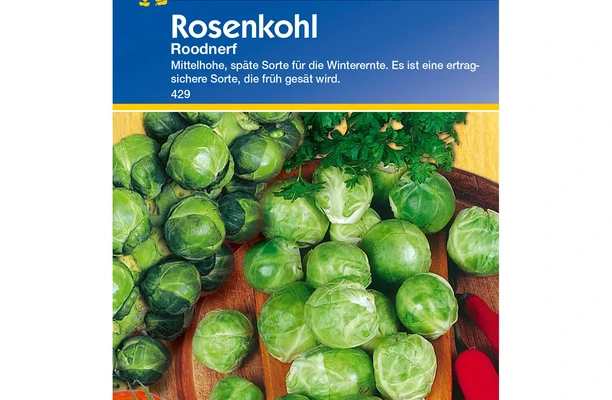 Rosenkohl
Roodnerf
Mittelhohe, späte Sorte für die Winterernte. Es ist eine ertrag-
sichere Sorte, die früh gesät wird.
429